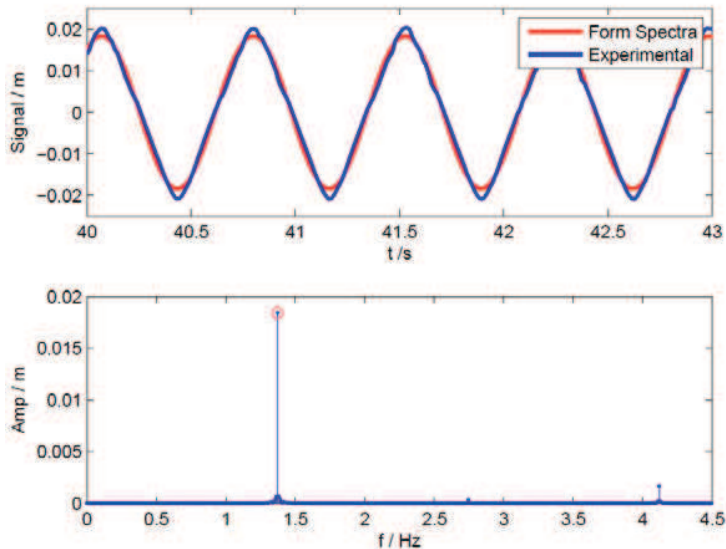 0.02
0.01
0
−0.01
−0.02
Signal / m
Form Spectra
Experimental
40 40.5 41 41.5 42 42.5 43
t /s
0.02
0.015
0.01
0.005
0
Amp / m
0 0.5 1 1.5 2 2.5 3 3.5 4 4.5
f / Hz